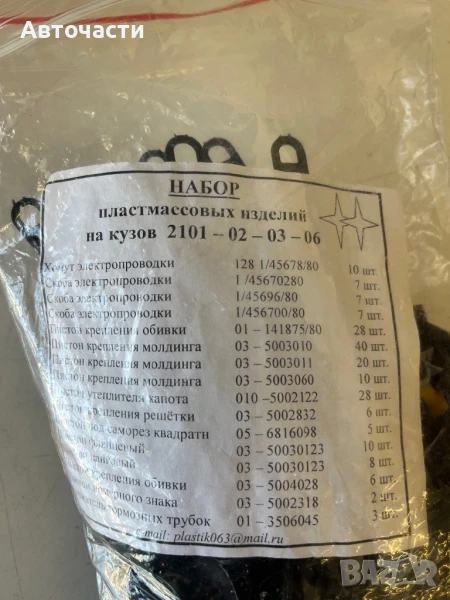 Авточасти
НАБОР
пластмассовых изделий
на кузов 2101 – 02 – 03 – 06
Хомут электропроводки 128 1/45678/80 10 шт.
Скоба электропроводки 1 /45670280 7 шт.
Скоба электропроводки 1 /45696/80 7 шт.
Скоба электропроводки 1 /456700/80 7 шт.
Пистон крепления обивки 01 – 141875/80 28 шт.
Пистон крепления молдинга 03 – 5003010 40 шт.
Пистон крепления молдинга 03 – 5003011 20 шт.
крепления молдинга 03 – 5003060 10 шт.
утеплителя капота 010 –5002122 28 шт.
крепления решётки 03 – 5002832 6 шт.
под саморез квадратн 05 – 6816098 5 шт.
03 – 50030123 10 шт.
03 – 50030123 8 шт.
крепления обивки 03 – 5004028 6 шт.
знака 03 – 5002318 2 шт.
тормозных трубок 01 – 3506045 3 шт.
e-mail: plastik063@mail.ru
BAZAR